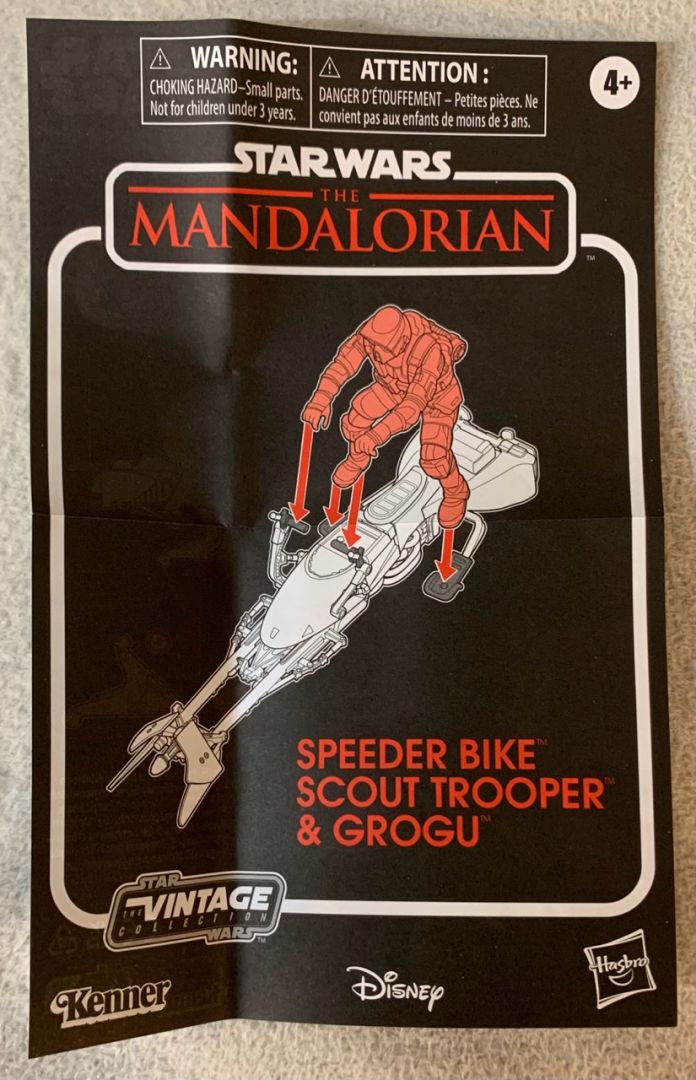 ⚠ WARNING:
CHOKING HAZARD–Small parts.
Not for children under 3 years.
⚠ ATTENTION :
DANGER D'ÉTOUFFEMENT – Petites pièces. Ne
convient pas aux enfants de moins de 3 ans.
4+
STAR WARS
THE
MANDALORIAN
™
SPEEDER BIKE™
SCOUT TROOPER™
& GROGU™
STAR
THE VINTAGE
COLLECTION
WARS™
Kenner
Disney
Hasbro